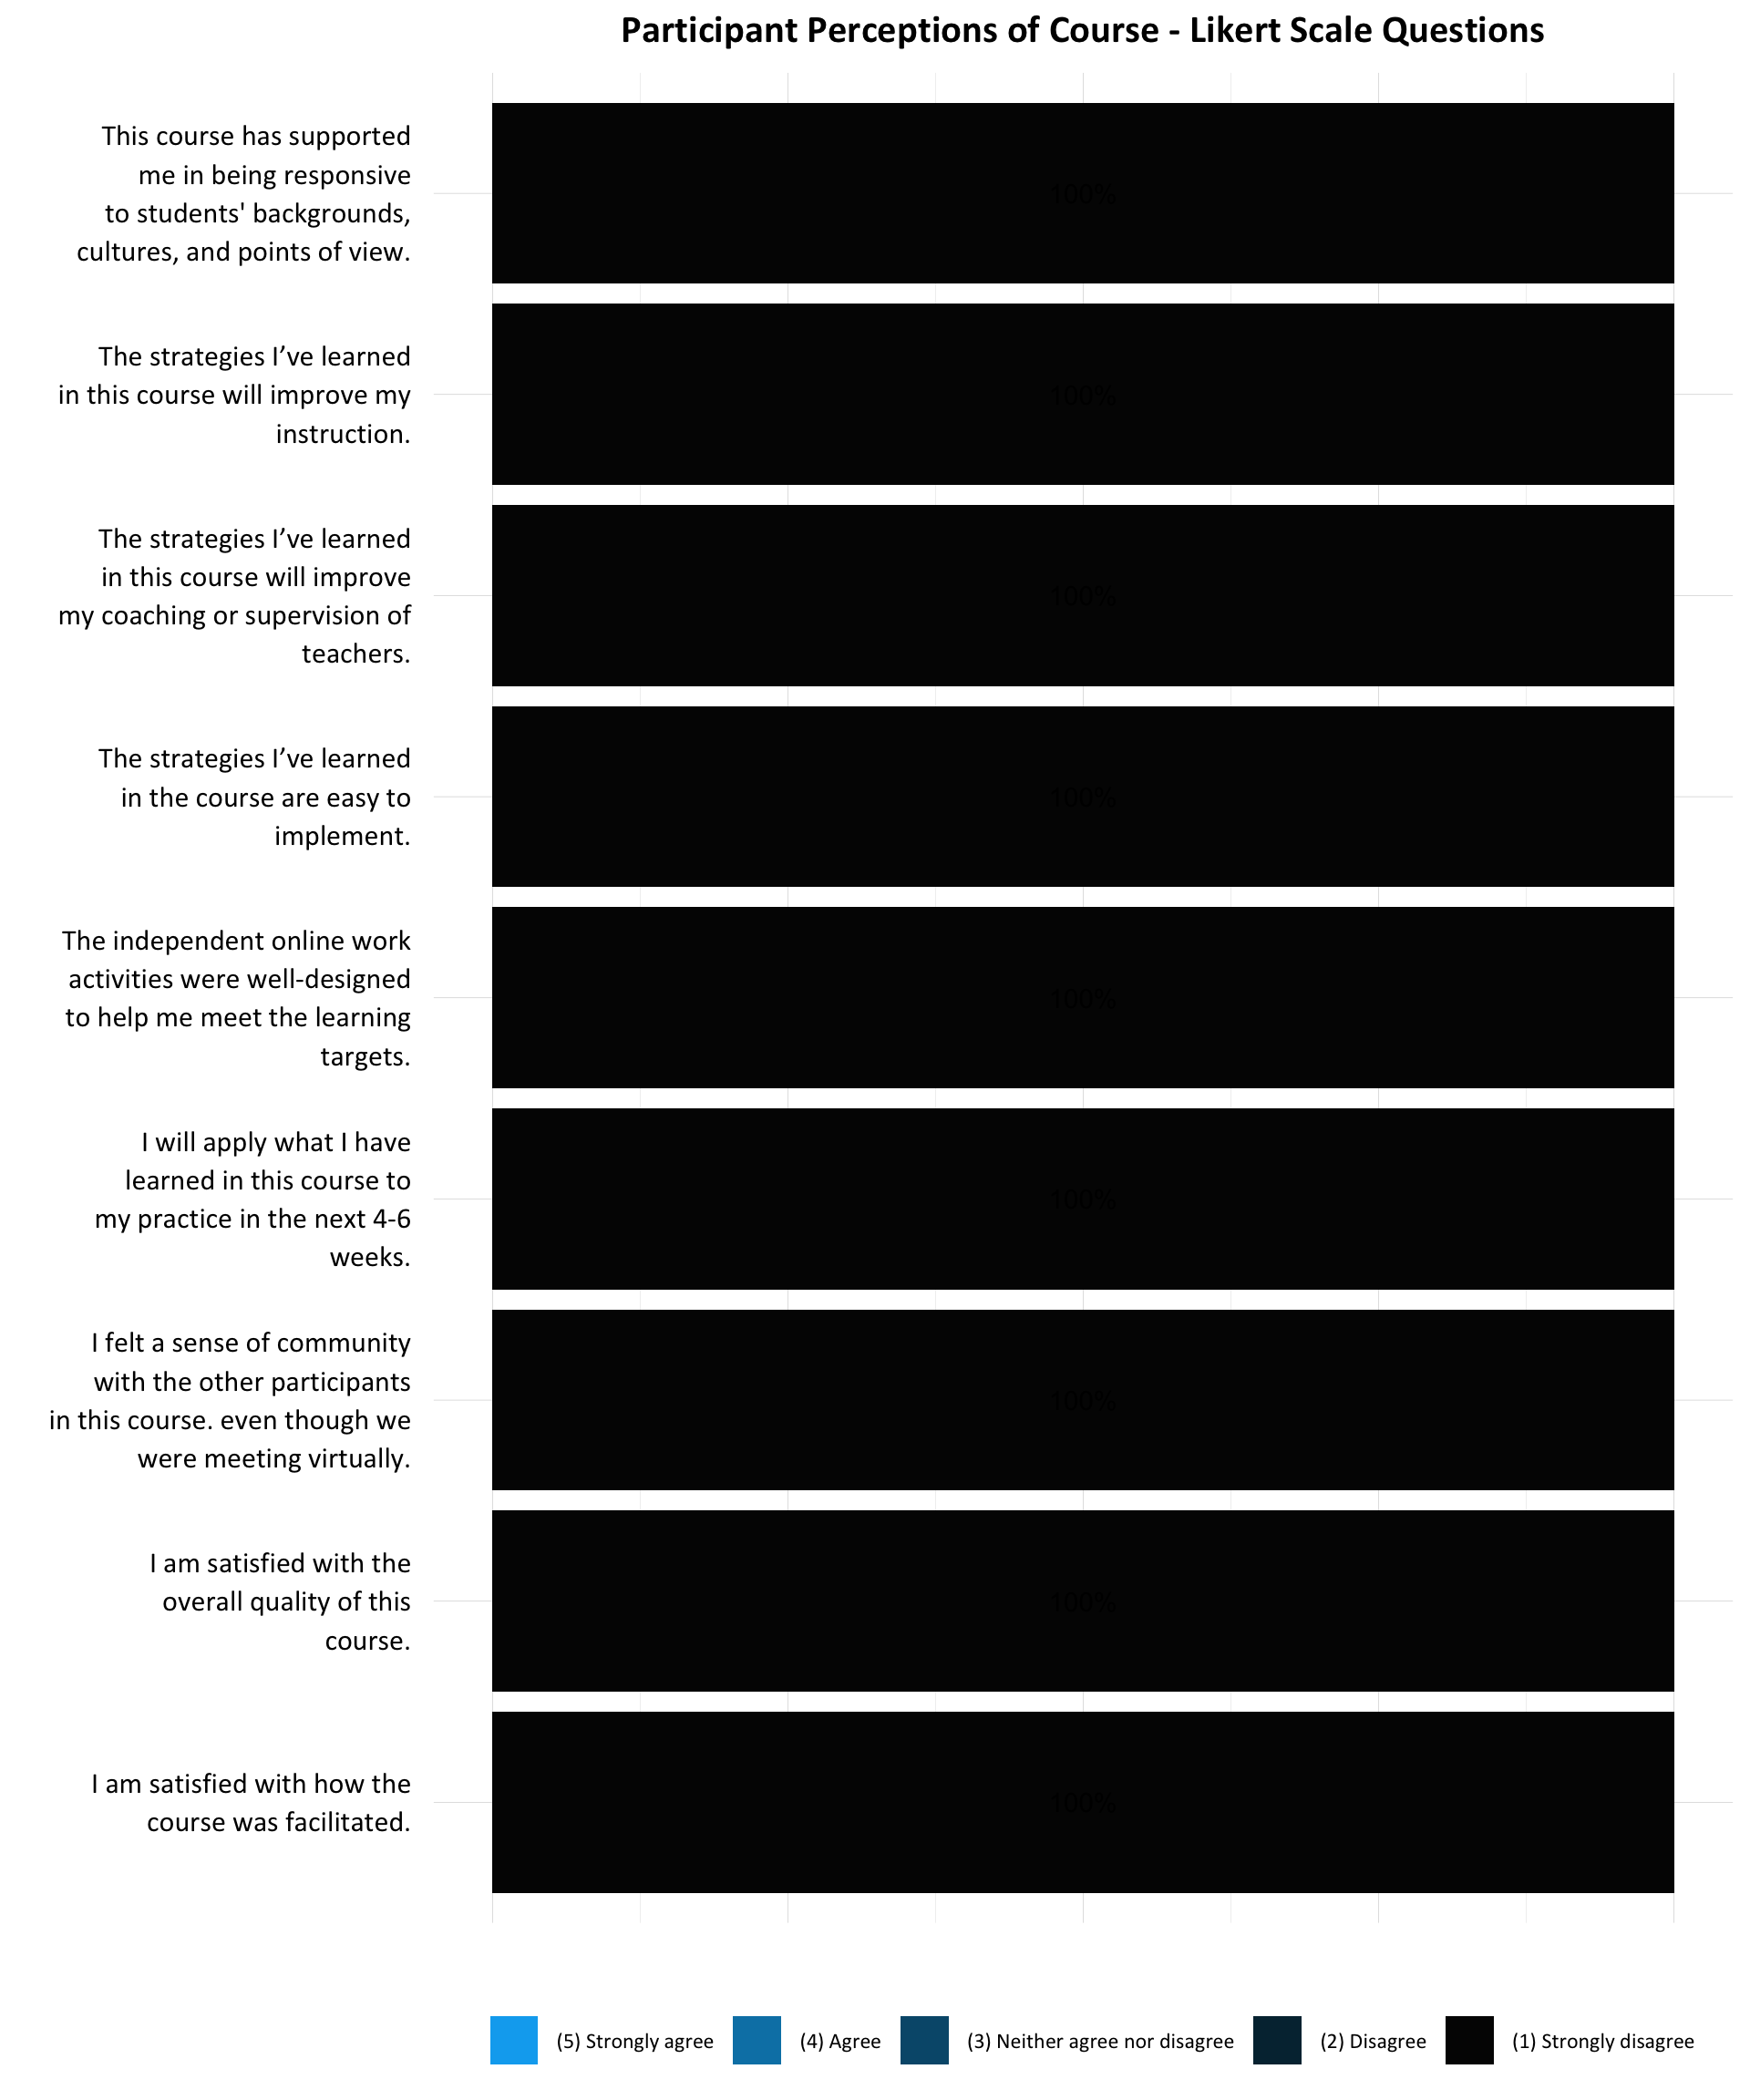 Participant Perceptions of Course - Likert Scale Questions
This course has supported
me in being responsive
to students' backgrounds,
cultures, and points of view.
100%
The strategies I’ve learned
in this course will improve my
instruction.
100%
The strategies I’ve learned
in this course will improve
my coaching or supervision of
teachers.
100%
The strategies I’ve learned
in the course are easy to
implement.
100%
The independent online work
activities were well-designed
to help me meet the learning
targets.
100%
I will apply what I have
learned in this course to
my practice in the next 4-6
weeks.
100%
I felt a sense of community
with the other participants
in this course. even though we
were meeting virtually.
100%
I am satisfied with the
overall quality of this
course.
100%
I am satisfied with how the
course was facilitated.
100%
(5) Strongly agree (4) Agree (3) Neither agree nor disagree (2) Disagree (1) Strongly disagree